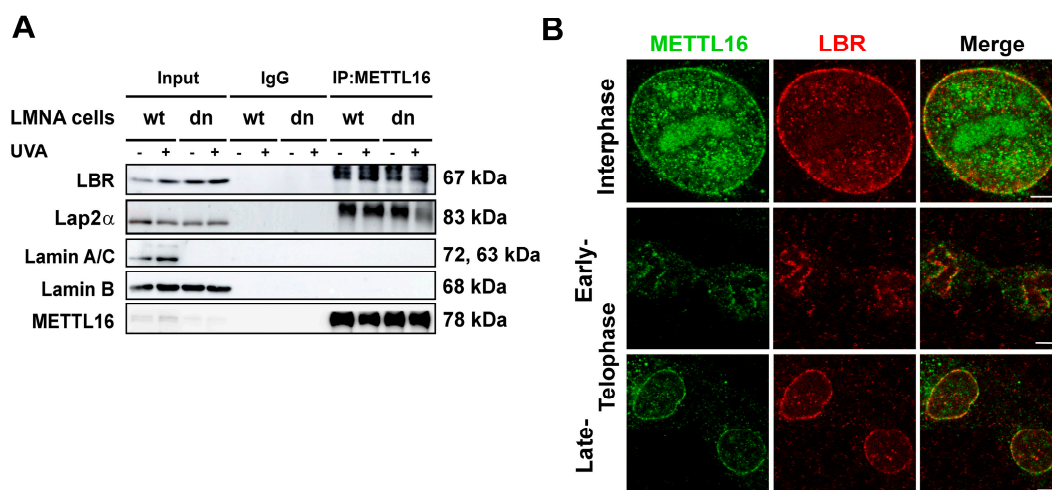 A
Input IgG IP:METTL16
LMNA cells wt dn wt dn wt dn
UVA - + - + - + - + - + - +
LBR 67 kDa
Lap2α 83 kDa
Lamin A/C 72, 63 kDa
Lamin B 68 kDa
METTL16 78 kDa
B
METTL16 LBR Merge
Interphase
Early-
Telophase
Late-